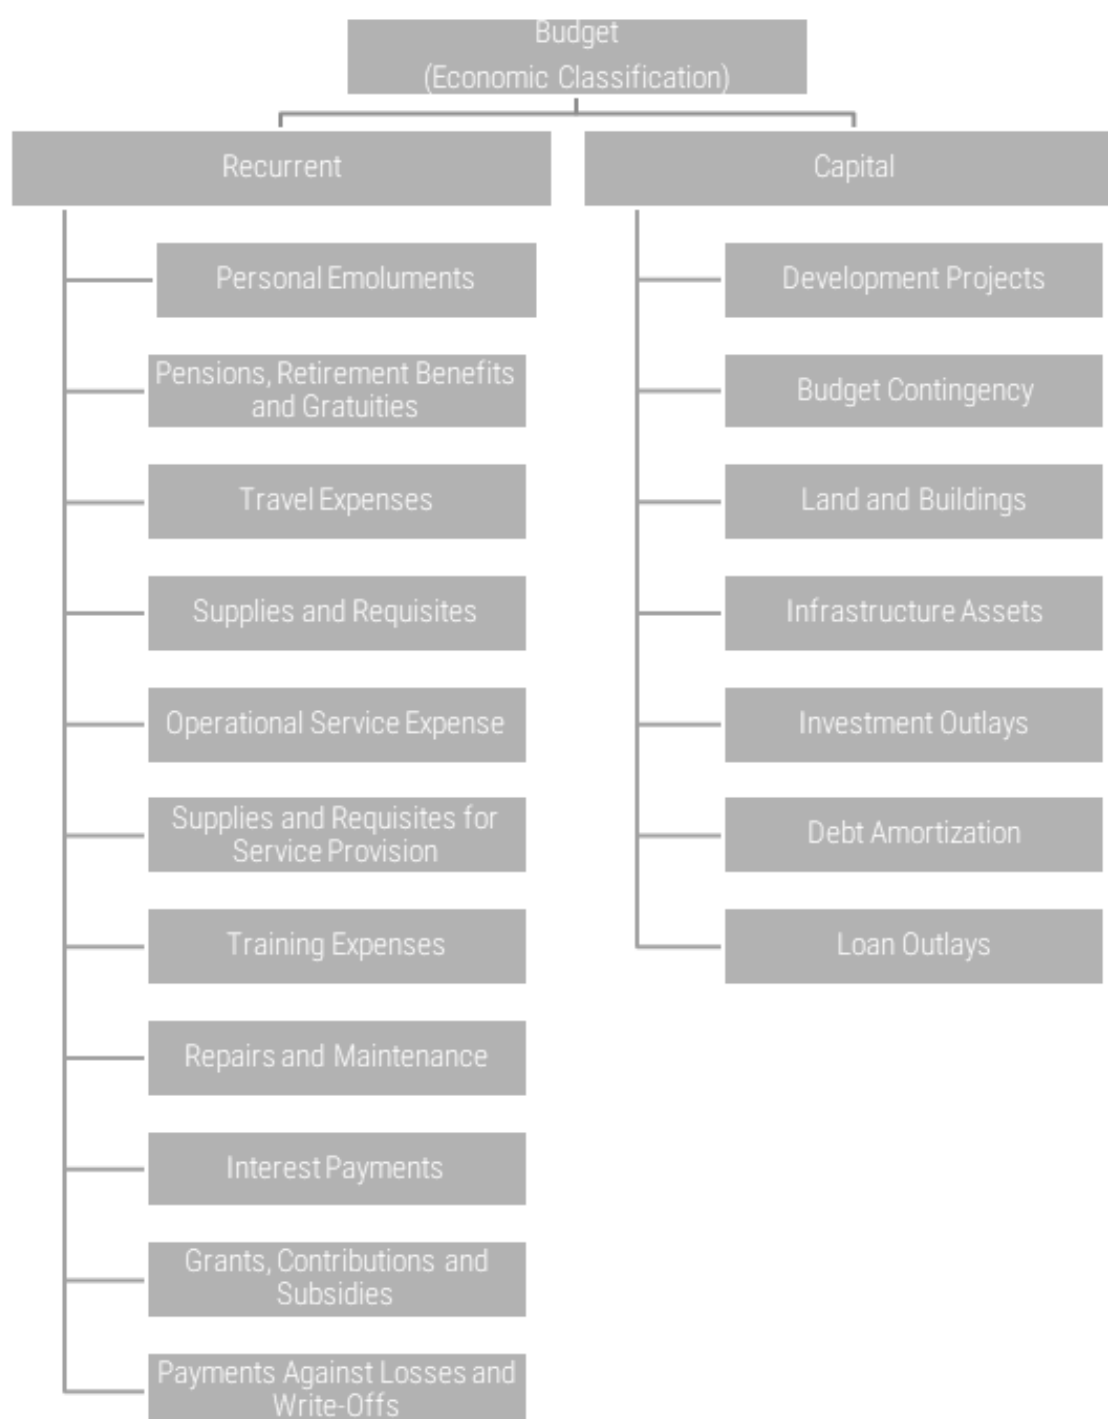 Budget
(Economic Classification)
Recurrent
Personal Emoluments
Pensions, Retirement Benefits
and Gratuities
Travel Expenses
Supplies and Requisites
Operational Service Expense
Supplies and Requisites for
Service Provision
Training Expenses
Repairs and Maintenance
Interest Payments
Grants, Contributions and
Subsidies
Payments Against Losses and
Write-Offs
Capital
Development Projects
Budget Contingency
Land and Buildings
Infrastructure Assets
Investment Outlays
Debt Amortization
Loan Outlays